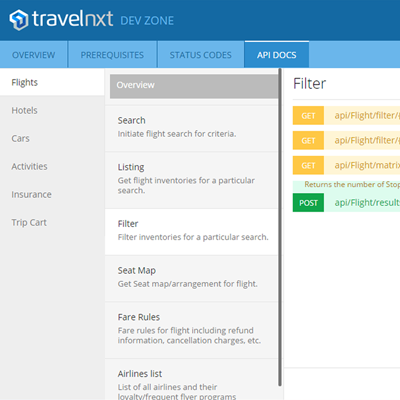 travelnxt DEV ZONE
OVERVIEW PREREQUISITES STATUS CODES API DOCS
Flights
Hotels
Cars
Activities
Insurance
Trip Cart
Overview
Search
Initiate flight search for criteria.
Listing
Get flight inventories for a particular
search.
Filter
Filter inventories for a particular search.
Seat Map
Get Seat map/arrangement for flight.
Fare Rules
Fare rules for flight including refund
information, cancellation charges, etc.
Airlines list
List of all airlines and their
loyalty/frequent flyer programs
Filter
GET api/Flight/filter/
GET api/Flight/filter/
GET api/Flight/matrix
Returns the number of Stop
POST api/Flight/results